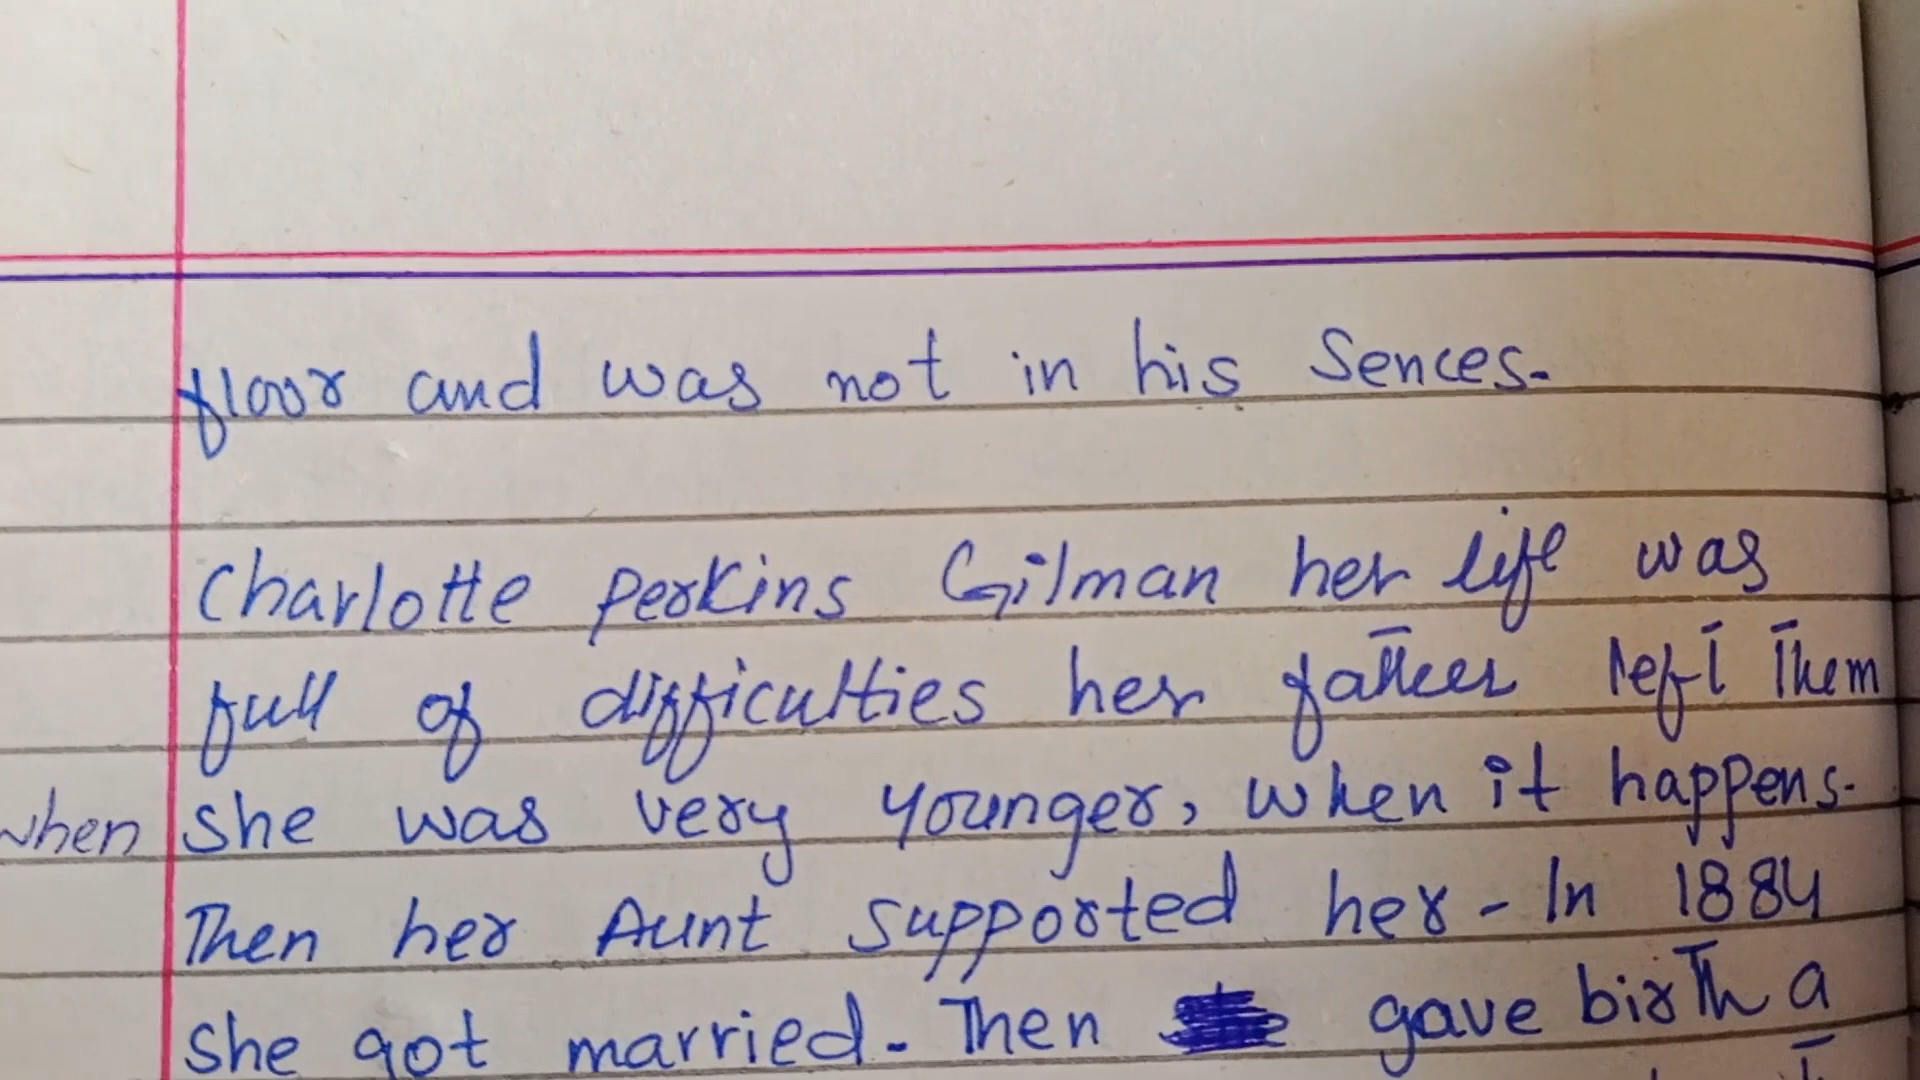 floor and was not in his Sences.
Charlotte Perkins Gilman her life was
full of difficulties her father left Them
when she was very younger, when it happens.
Then her Aunt supported her - In 1884
she got married. Then gave birth a